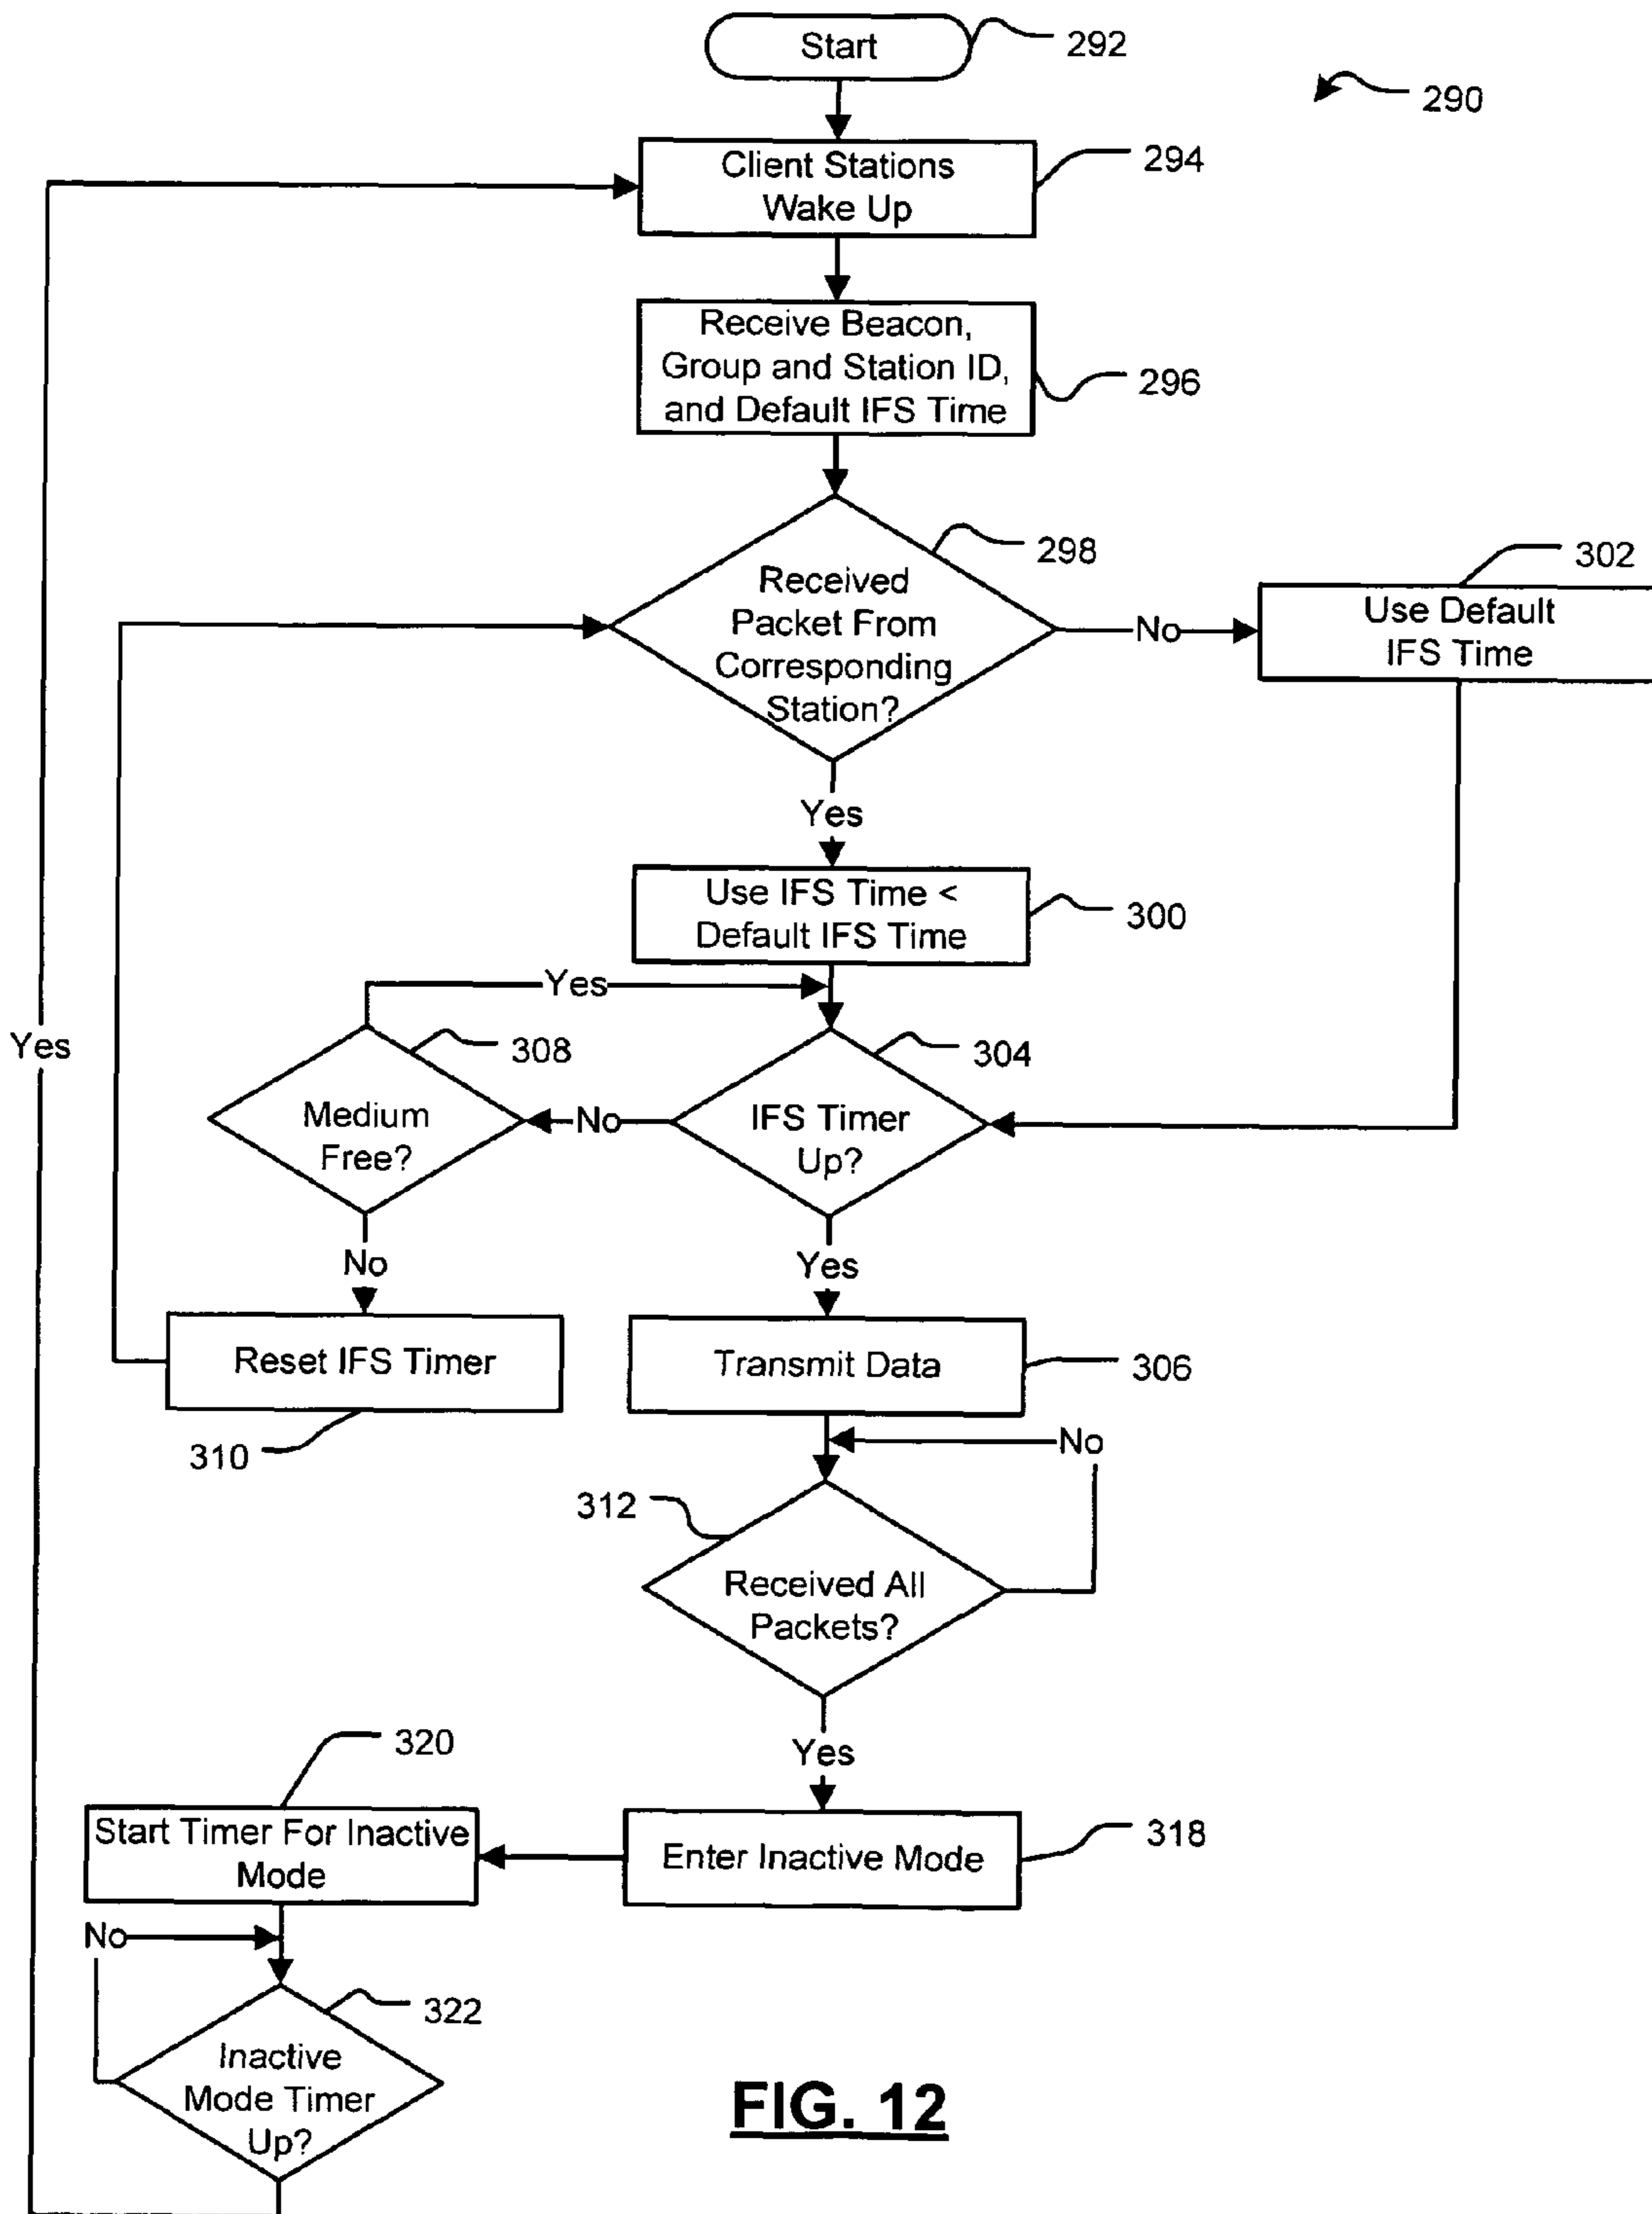 Start
292
290
Client Stations
Wake Up
294
Receive Beacon,
Group and Station ID,
and Default IFS Time
296
298
Received
Packet From
Corresponding
Station?
No
302
Use Default
IFS Time
Yes
Use IFS Time <
Default IFS Time
300
Yes
Yes
308
304
Medium
Free?
No
IFS Timer
Up?
No
Yes
Reset IFS Timer
310
Transmit Data
306
No
312
Received All
Packets?
Yes
320
Start Timer For Inactive
Mode
Enter Inactive Mode
318
No
322
Inactive
Mode Timer
Up?
FIG. 12